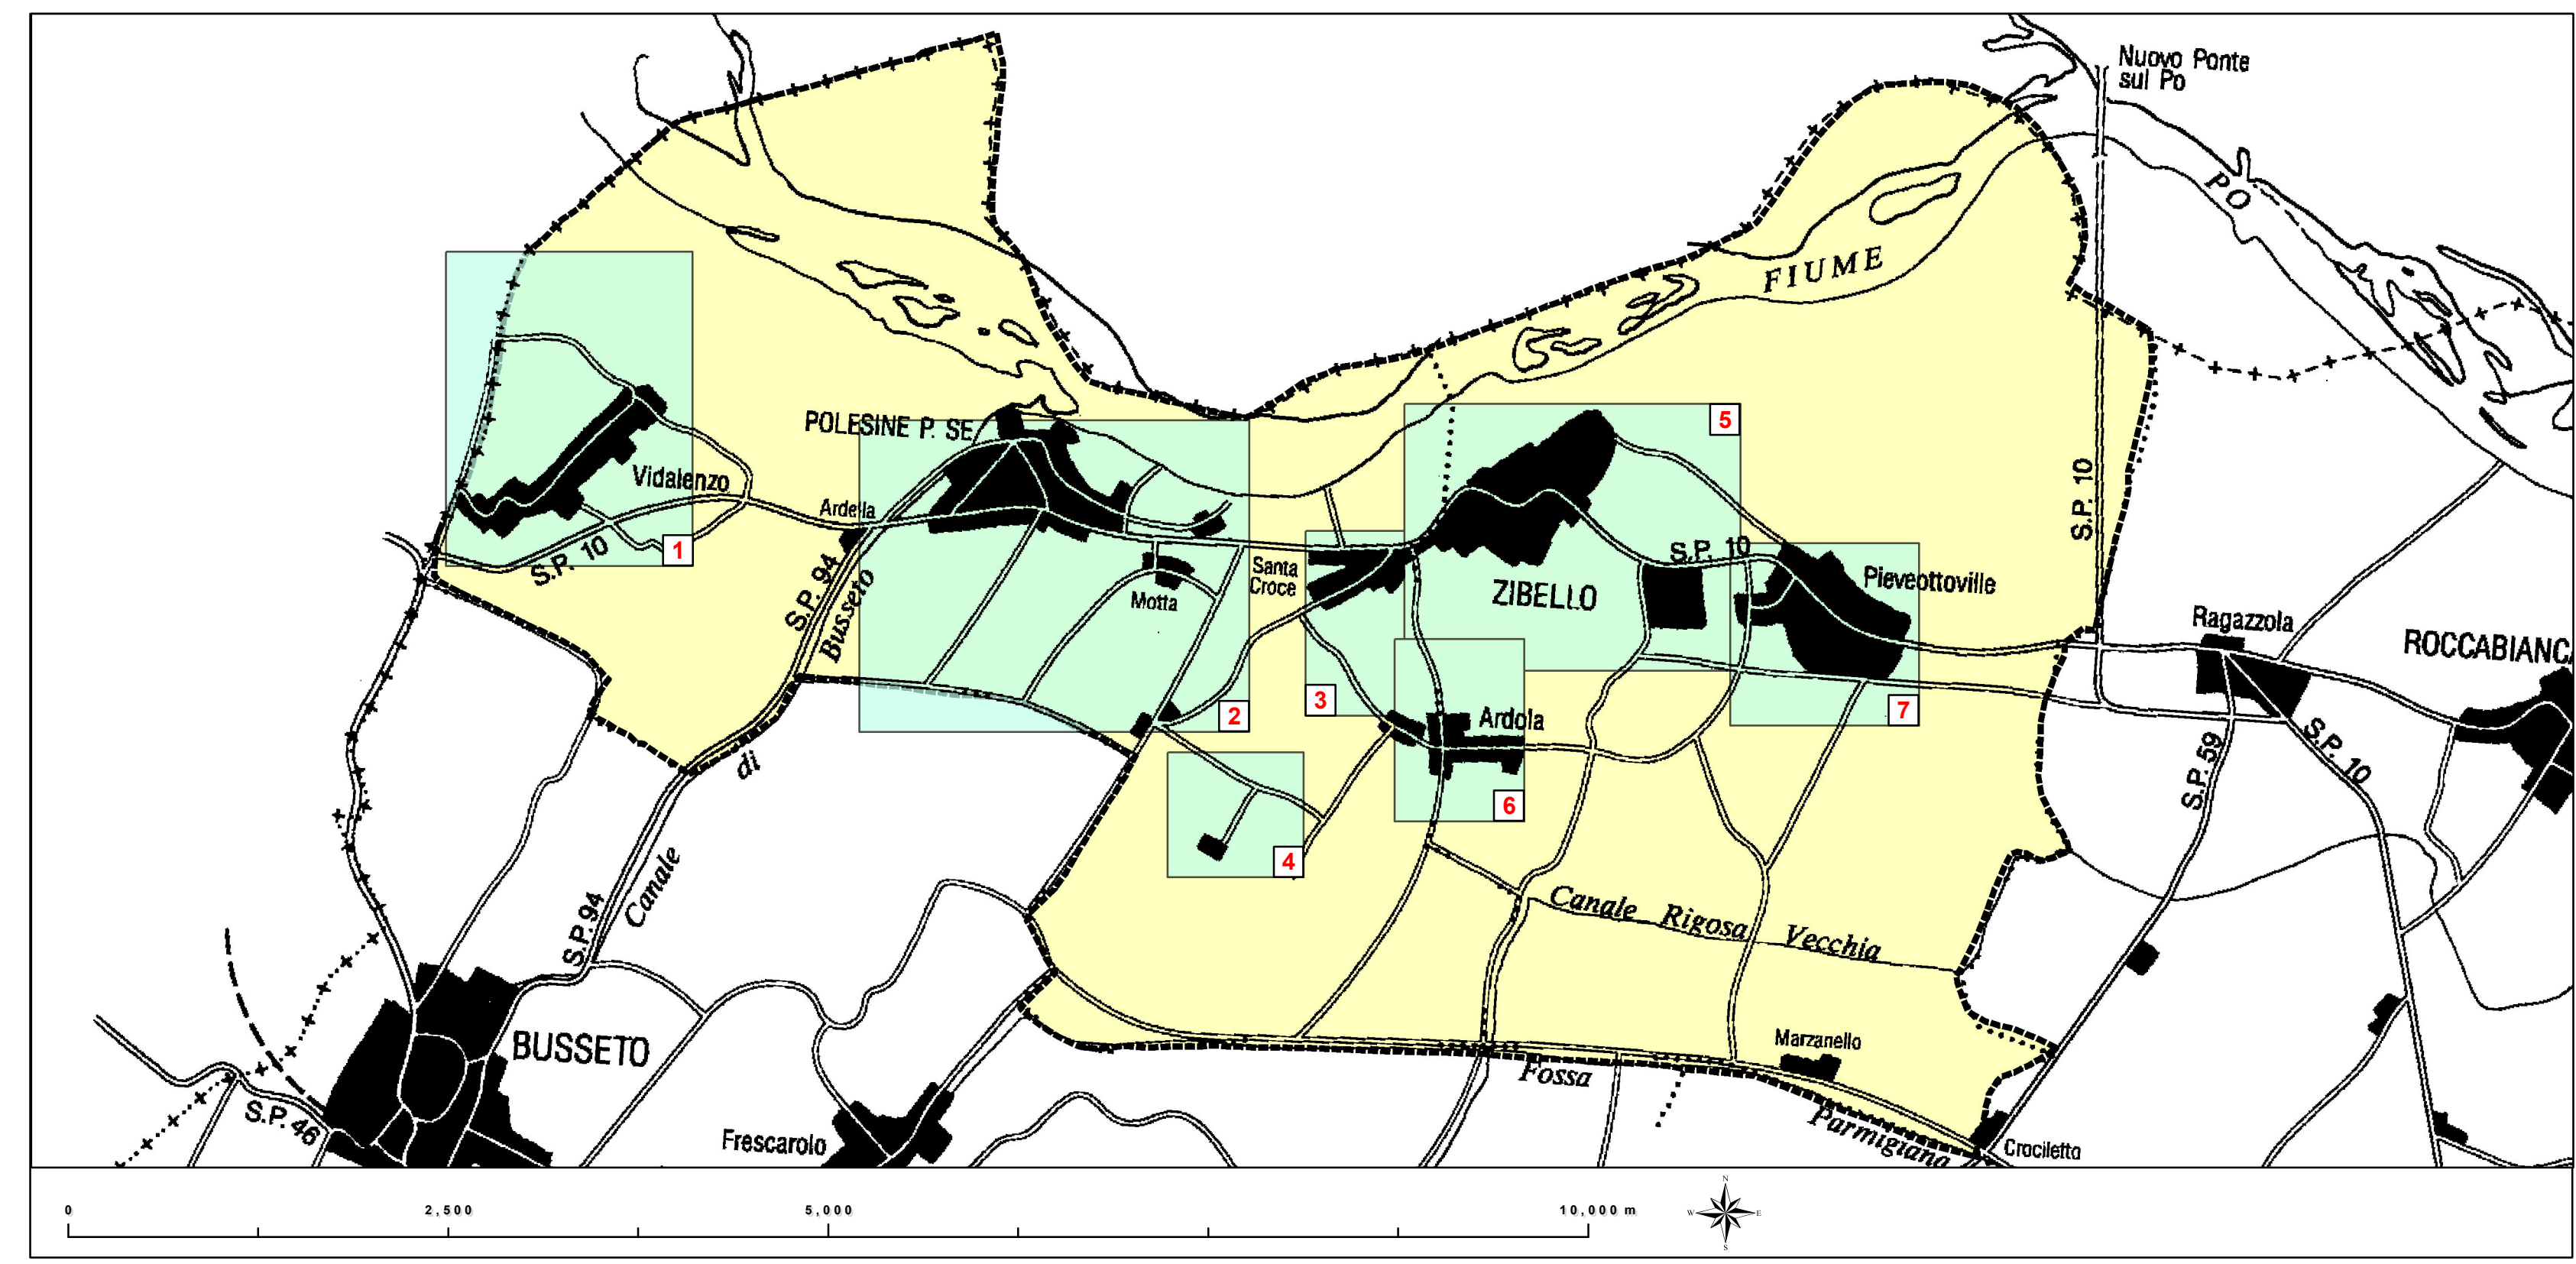 Nuovo Ponte
sul Po
PO
FIUME
5
POLESINE P. SE
Vidalenzo
Ardella
S.P. 10
S.P. 10
1
S.P. 10
S.P. 94
Busseto
Santa
Croce
Motta
ZIBELLO
Pieveottoville
Ragazzola
ROCCABIANCA
2
3
Ardola
7
di
S.P. 59
S.P. 10
6
4
Canale
S.P. 94
Canale Rigosa Vecchia
BUSSETO
Marzanello
Fossa
S.P. 46
Frescarolo
Parmigiana
Crociletto
0 2,500 5,000 10,000 m
N
W E
S